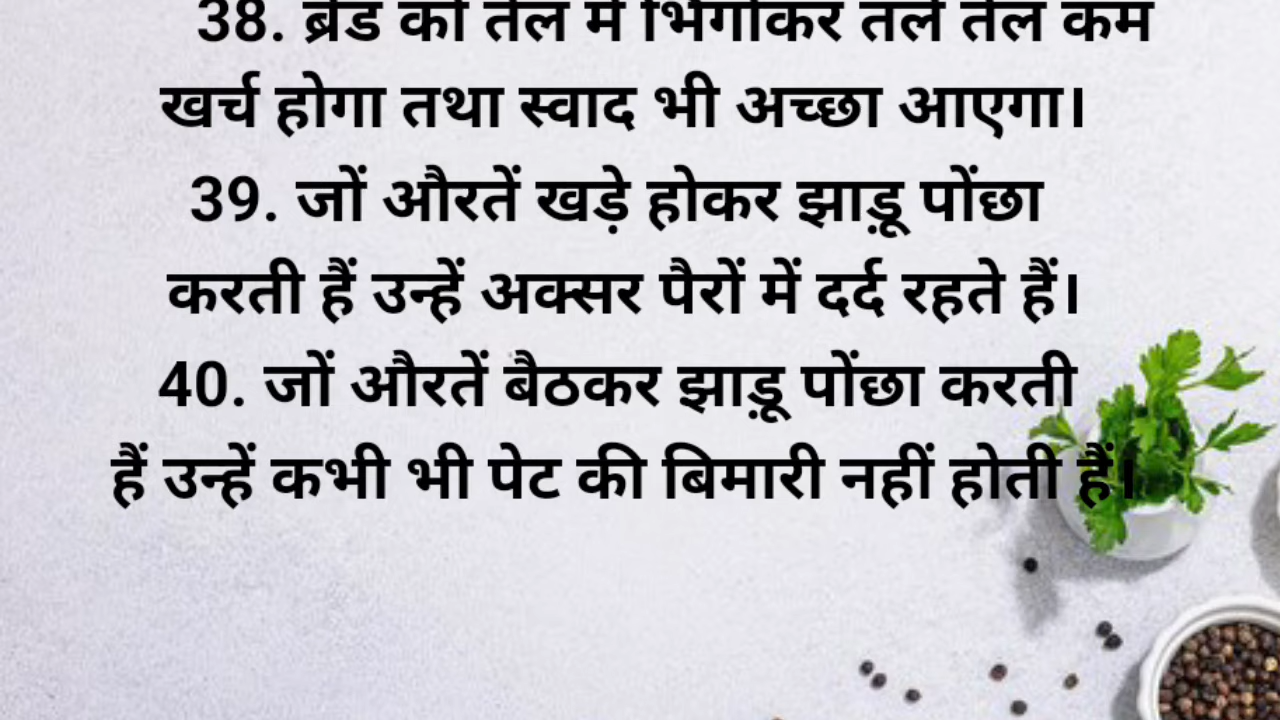 38. ब्रेड को तेल में भिगोकर तले तेल कम
खर्च होगा तथा स्वाद भी अच्छा आएगा।
39. जों औरतें खड़े होकर झाड़ू पोंछा
करती हैं उन्हें अक्सर पैरों में दर्द रहते हैं।
40. जों औरतें बैठकर झाड़ू पोंछा करती
हैं उन्हें कभी भी पेट की बिमारी नहीं होती हैं।